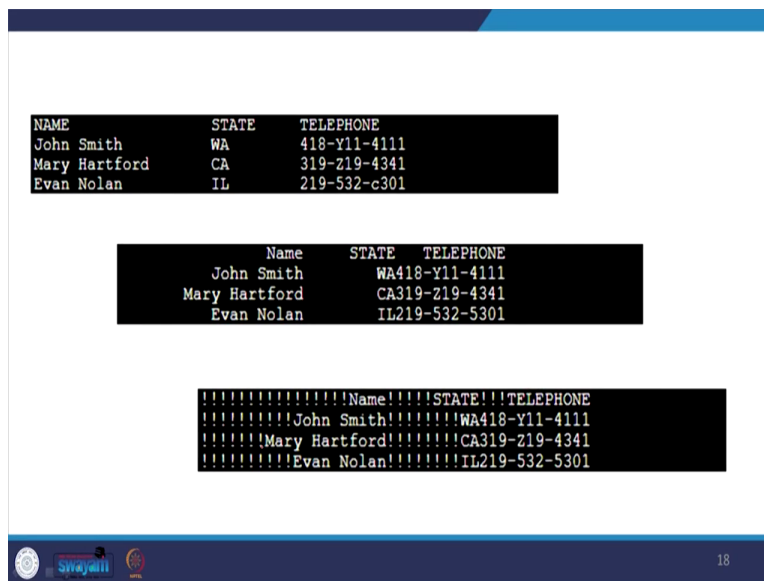 NAME STATE TELEPHONE
John Smith WA 418-Y11-4111
Mary Hartford CA 319-Z19-4341
Evan Nolan IL 219-532-c301
Name STATE TELEPHONE
John Smith WA418-Y11-4111
Mary Hartford CA319-Z19-4341
Evan Nolan IL219-532-5301
!!!!!!!!!!!!!!!!Name!!!!!STATE!!!TELEPHONE
!!!!!!!!!!John Smith!!!!!!!!WA418-Y11-4111
!!!!!!!Mary Hartford!!!!!!!!CA319-Z19-4341
!!!!!!!!!!Evan Nolan!!!!!!!!IL219-532-5301
swayam 18